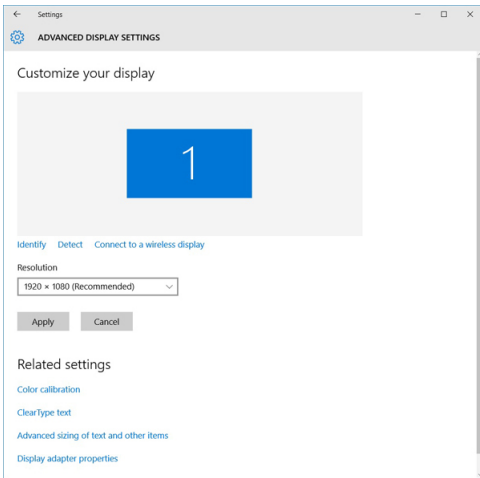 Settings
ADVANCED DISPLAY SETTINGS
Customize your display
1
Identify Detect Connect to a wireless display
Resolution
1920 × 1080 (Recommended)
Apply Cancel
Related settings
Color calibration
ClearType text
Advanced sizing of text and other items
Display adapter properties